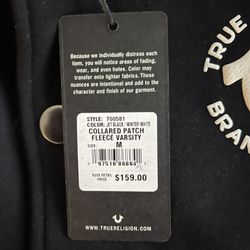 Because we individually distress each
item, you will notice areas of fading,
wear, and even holes. Color may
transfer onto lighter fabrics. These
nuances are intentional and add to the
character and finish of our garment.
STYLE: 700581
COLOR: JET BLACK / WINTER WHITE
COLLARED PATCH
FLEECE VARSITY
SIZE: M
PRICE: $159.00
WWW.TRUERELIGION.COM
TRUE
BRAN